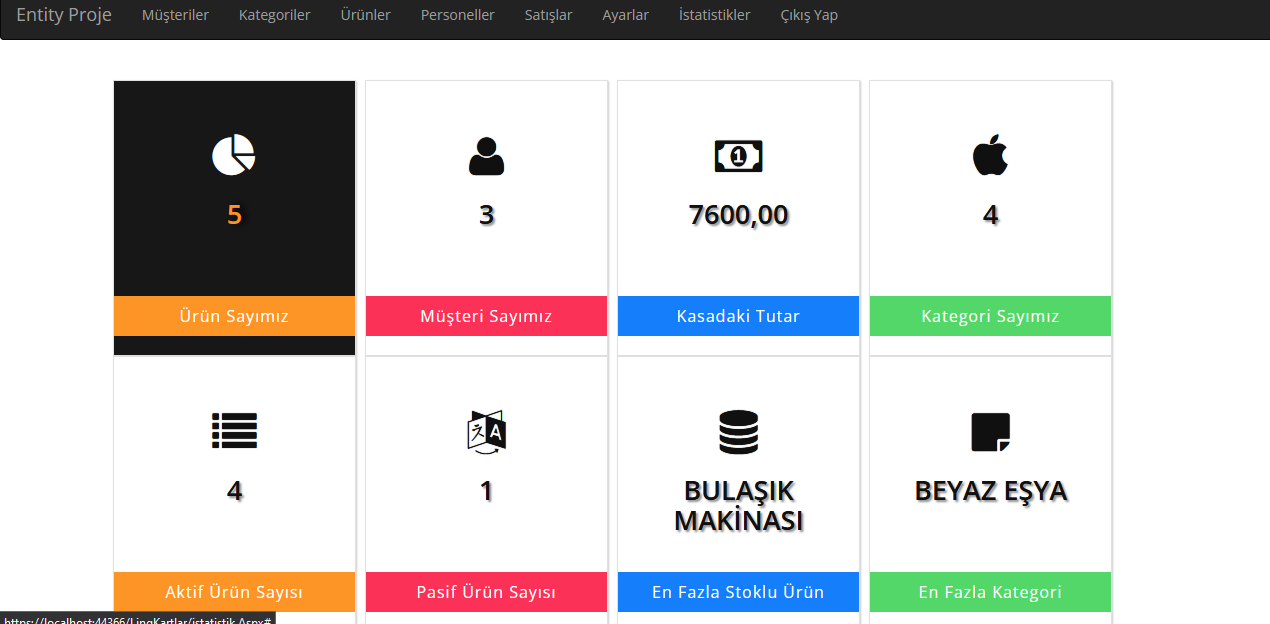 Entity Proje Müşteriler Kategoriler Ürünler Personeller Satışlar Ayarlar İstatistikler Çıkış Yap
5
3
1
7600,00
4
Ürün Sayımız
Müşteri Sayımız
Kasadaki Tutar
Kategori Sayımız
A
4
1
BULAŞIK
MAKİNASI
BEYAZ EŞYA
Aktif Ürün Sayısı
Pasif Ürün Sayısı
En Fazla Stoklu Ürün
En Fazla Kategori
https://localhost:44366/LinqKartlar/istatistik.Aspx#